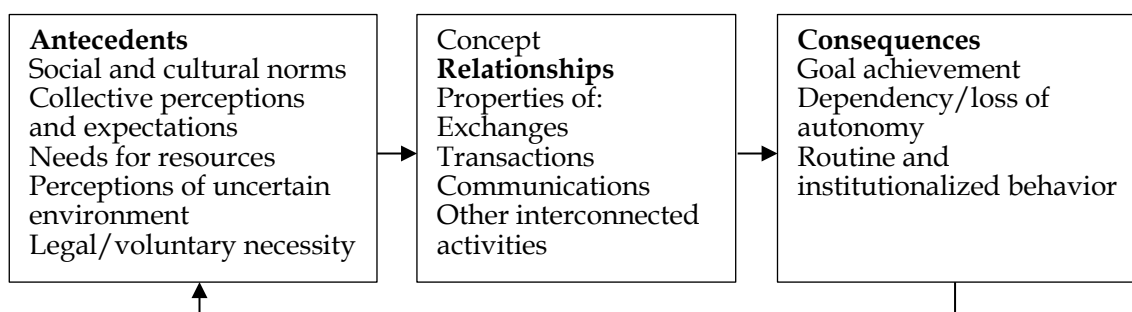 Antecedents
Social and cultural norms
Collective perceptions
and expectations
Needs for resources
Perceptions of uncertain
environment
Legal/voluntary necessity
Concept
Relationships
Properties of:
Exchanges
Transactions
Communications
Other interconnected
activities
Consequences
Goal achievement
Dependency/loss of
autonomy
Routine and
institutionalized behavior